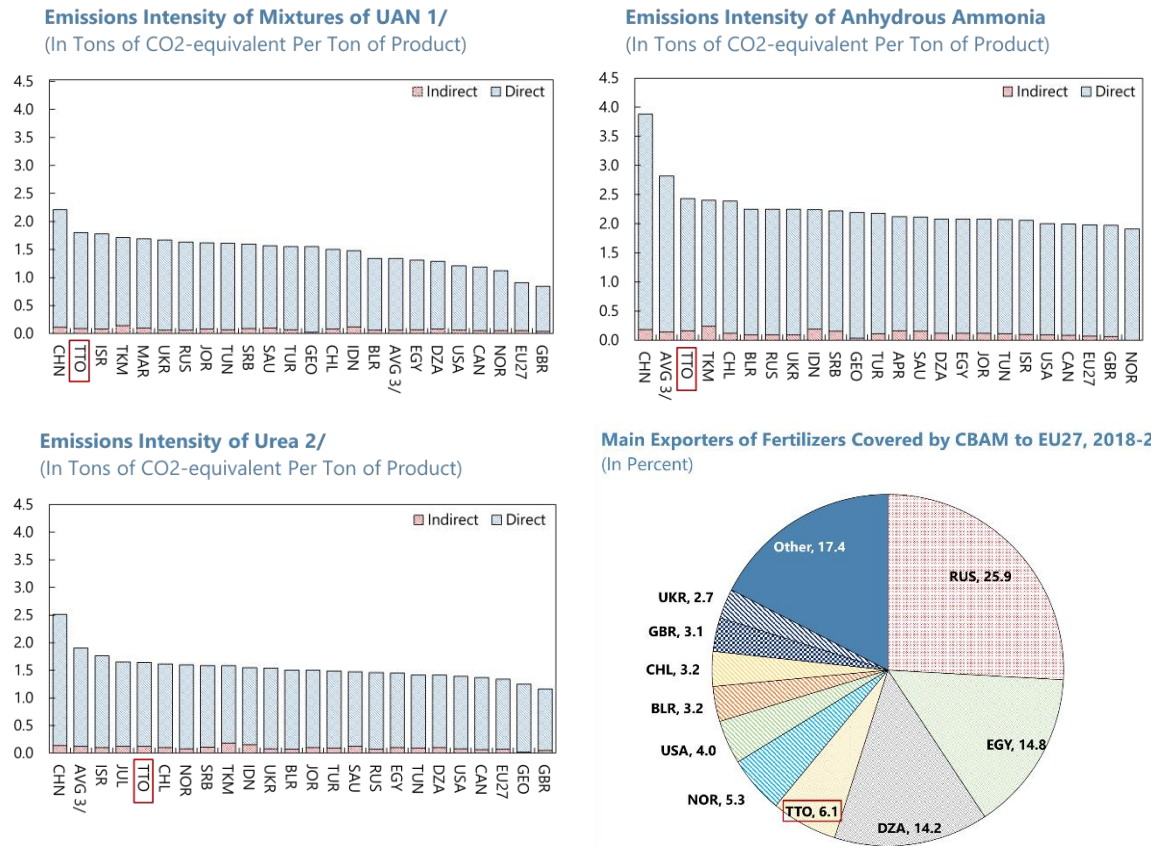 Emissions Intensity of Mixtures of UAN 1/
(In Tons of CO2-equivalent Per Ton of Product)
4.5
4.0
3.5
3.0
2.5
2.0
1.5
1.0
0.5
0.0
Indirect Direct
CHN TTO ISR TKM MAR UKR RUS JOR TUN SRB SAU TUR GEO CHL IDN BLR AVG 3/ EGY DZA USA CAN NOR EU27 GBR
Emissions Intensity of Anhydrous Ammonia
(In Tons of CO2-equivalent Per Ton of Product)
4.5
4.0
3.5
3.0
2.5
2.0
1.5
1.0
0.5
0.0
Indirect Direct
CHN AVG 3/ TTO TKM CHL BLR RUS UKR IDN SRB GEO TUR APR SAU DZA EGY JOR TUN ISR USA CAN EU27 GBR NOR
Emissions Intensity of Urea 2/
(In Tons of CO2-equivalent Per Ton of Product)
4.5
4.0
3.5
3.0
2.5
2.0
1.5
1.0
0.5
0.0
Indirect Direct
CHN AVG 3/ ISR JUL TTO CHL NOR SRB TKM IDN UKR BLR JOR TUR SAU RUS EGY TUN DZA USA CAN EU27 GEO GBR
Main Exporters of Fertilizers Covered by CBAM to EU27, 2018-2
(In Percent)
Other, 17.4
RUS, 25.9
UKR, 2.7
GBR, 3.1
CHL, 3.2
BLR, 3.2
USA, 4.0
EGY, 14.8
NOR, 5.3
TTO, 6.1
DZA, 14.2